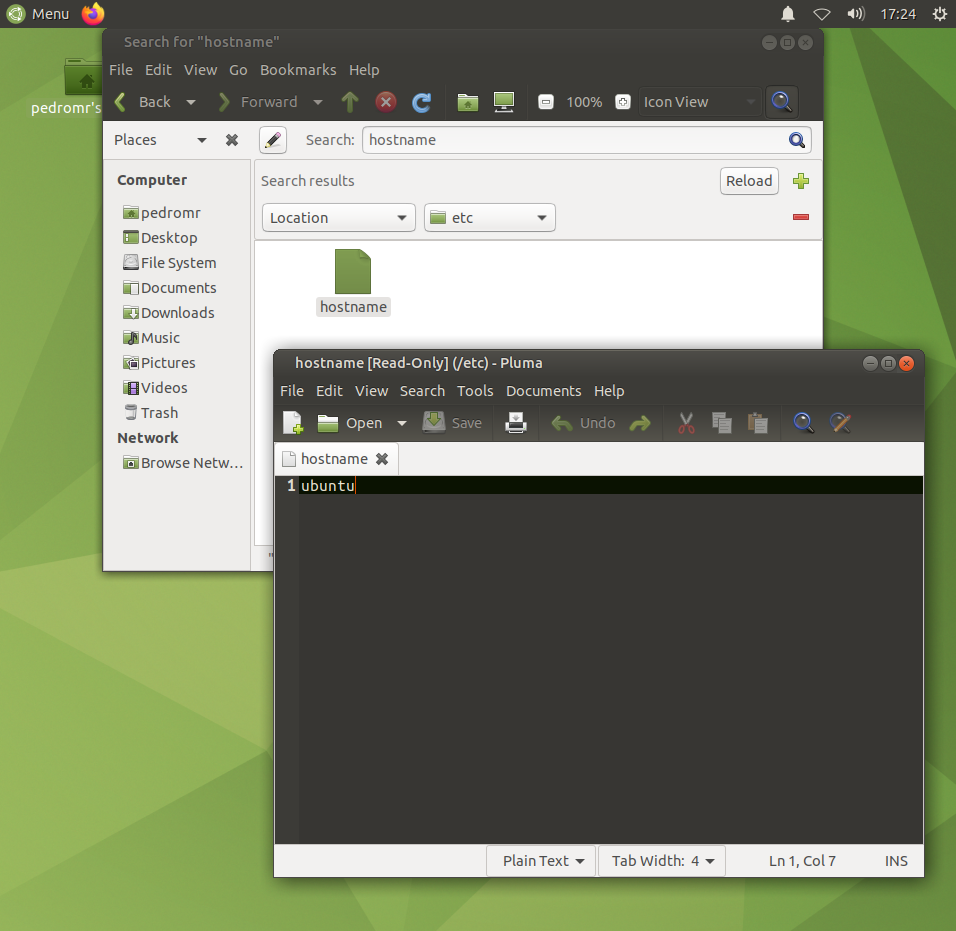 Menu 17:24
pedromr's
Search for "hostname"
File Edit View Go Bookmarks Help
Back Forward 100% Icon View
Places Search: hostname
Computer
pedromr
Desktop
File System
Documents
Downloads
Music
Pictures
Videos
Trash
Network
Browse Netw…
Search results Reload
Location etc
hostname
"
hostname [Read-Only] (/etc) - Pluma
File Edit View Search Tools Documents Help
Open Save Undo
hostname
1 ubuntu
Plain Text Tab Width: 4 Ln 1, Col 7 INS